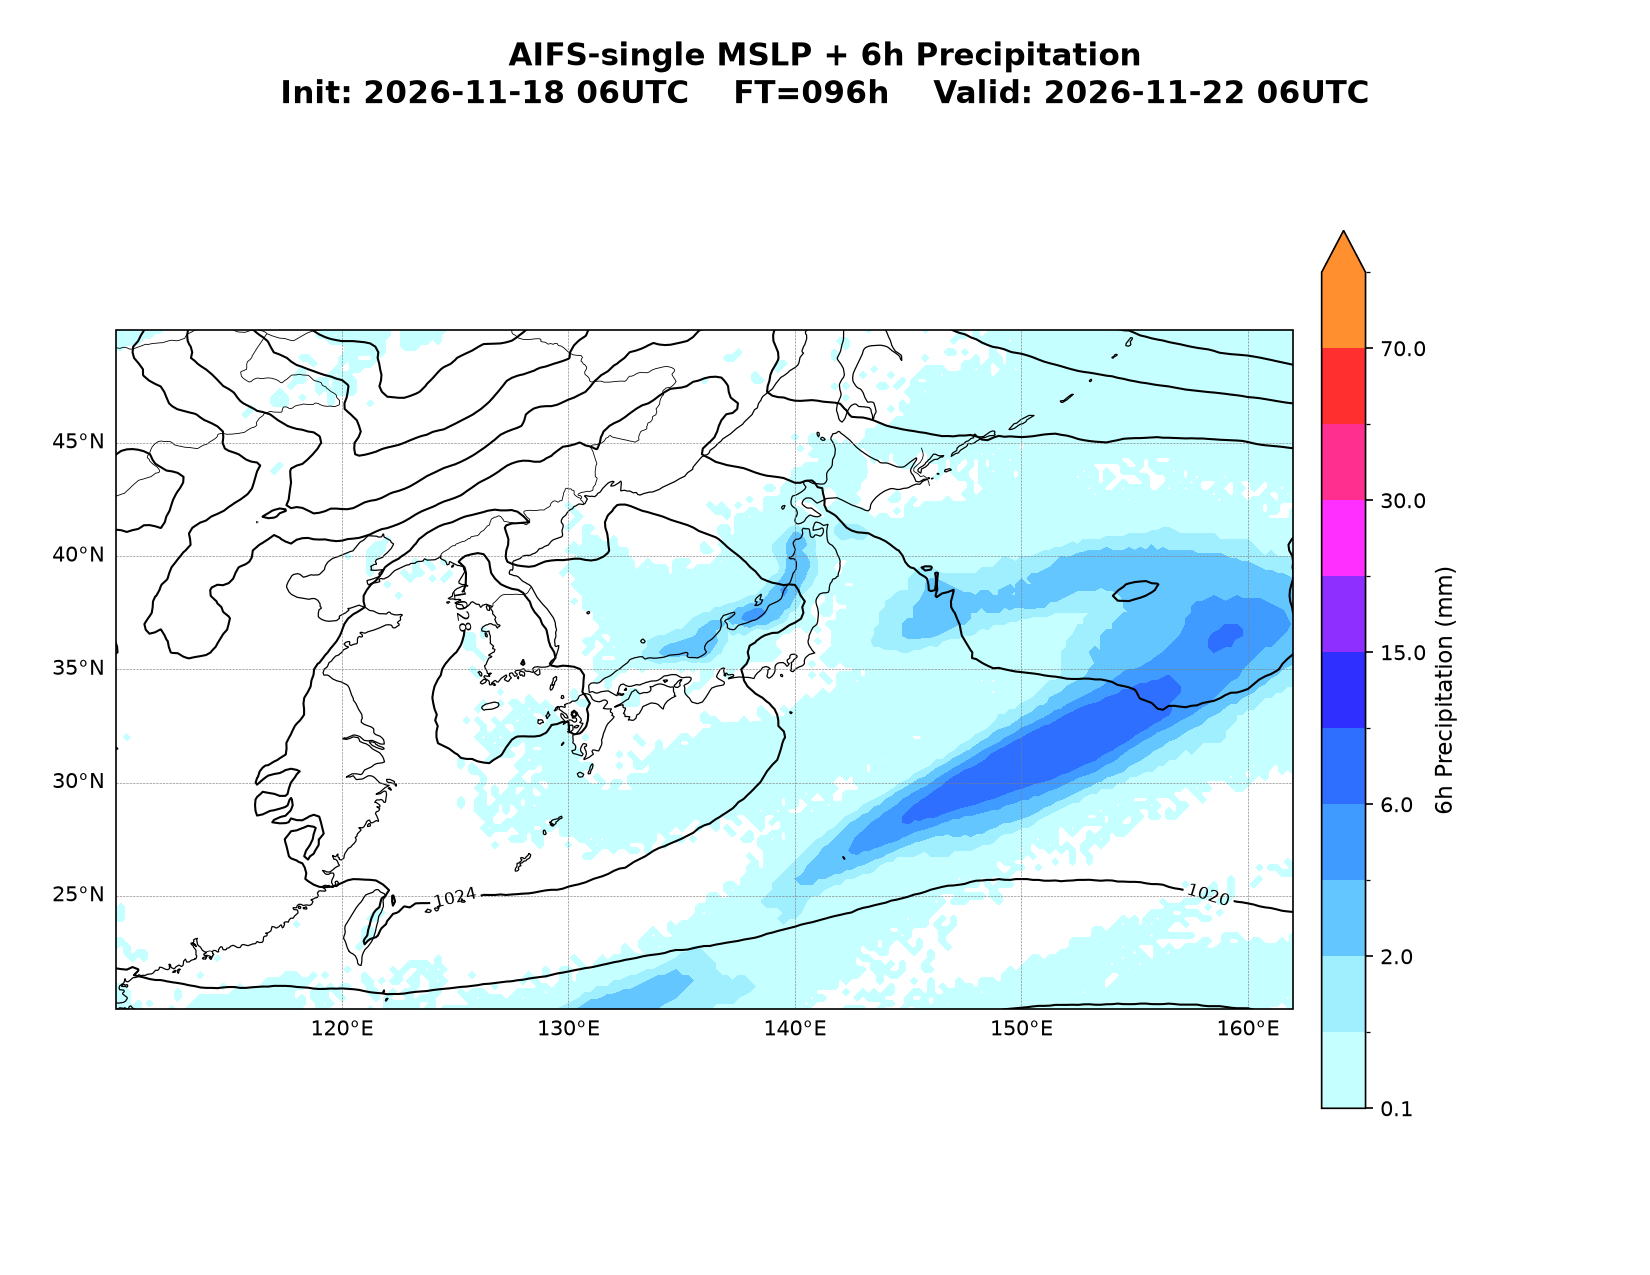 AIFS-single MSLP + 6h Precipitation
Init: 2026-11-18 06UTC    FT=096h    Valid: 2026-11-22 06UTC
45°N
40°N
35°N
30°N
25°N
120°E
130°E
140°E
150°E
160°E
1028
1024
1020
70.0
30.0
15.0
6.0
2.0
0.1
6h Precipitation (mm)